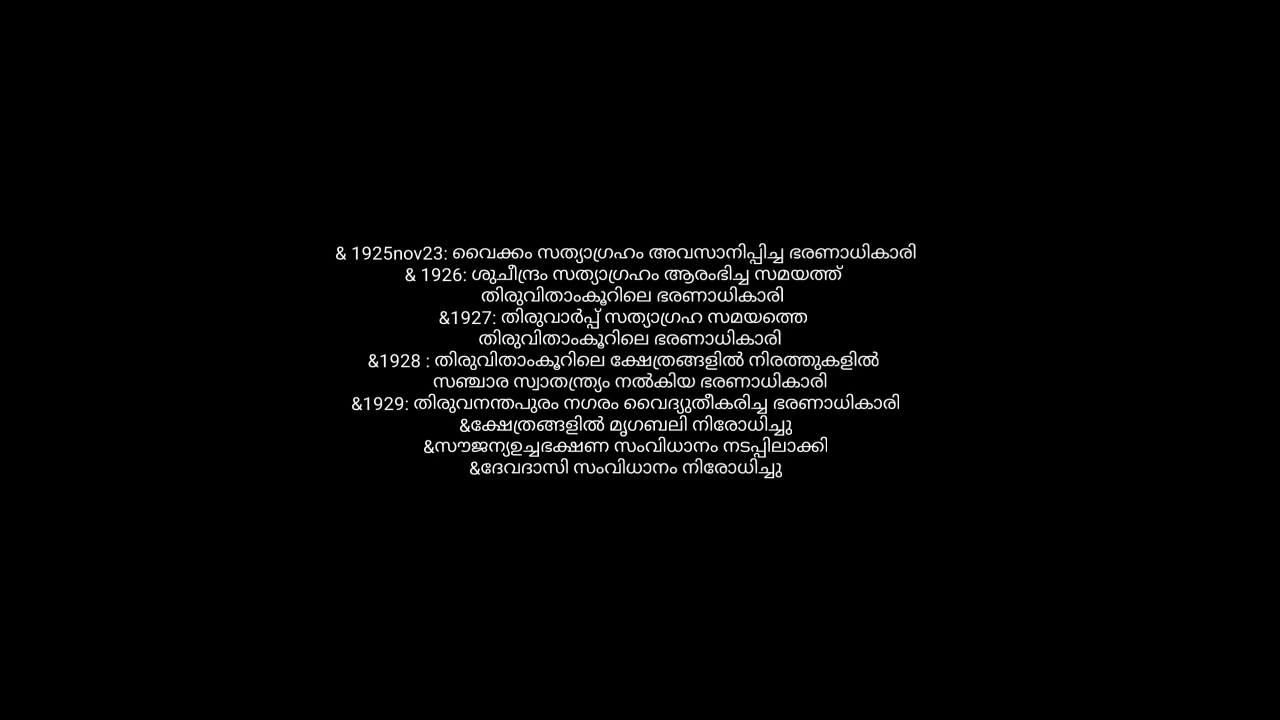 & 1925nov23: വൈക്കം സത്യാഗ്രഹം അവസാനിപ്പിച്ച ഭരണാധികാരി
& 1926: ശുചീന്ദ്രം സത്യാഗ്രഹം ആരംഭിച്ച സമയത്ത്
തിരുവിതാംകൂറിലെ ഭരണാധികാരി
&1927: തിരുവാർപ്പ് സത്യാഗ്രഹ സമയത്തെ
തിരുവിതാംകൂറിലെ ഭരണാധികാരി
&1928 : തിരുവിതാംകൂറിലെ ക്ഷേത്രങ്ങളിൽ നിരത്തുകളിൽ
സഞ്ചാര സ്വാതന്ത്ര്യം നൽകിയ ഭരണാധികാരി
&1929: തിരുവനന്തപുരം നഗരം വൈദ്യുതീകരിച്ച ഭരണാധികാരി
&ക്ഷേത്രങ്ങളിൽ മൃഗബലി നിരോധിച്ചു
&സൗജന്യഉച്ചഭക്ഷണ സംവിധാനം നടപ്പിലാക്കി
&ദേവദാസി സംവിധാനം നിരോധിച്ചു